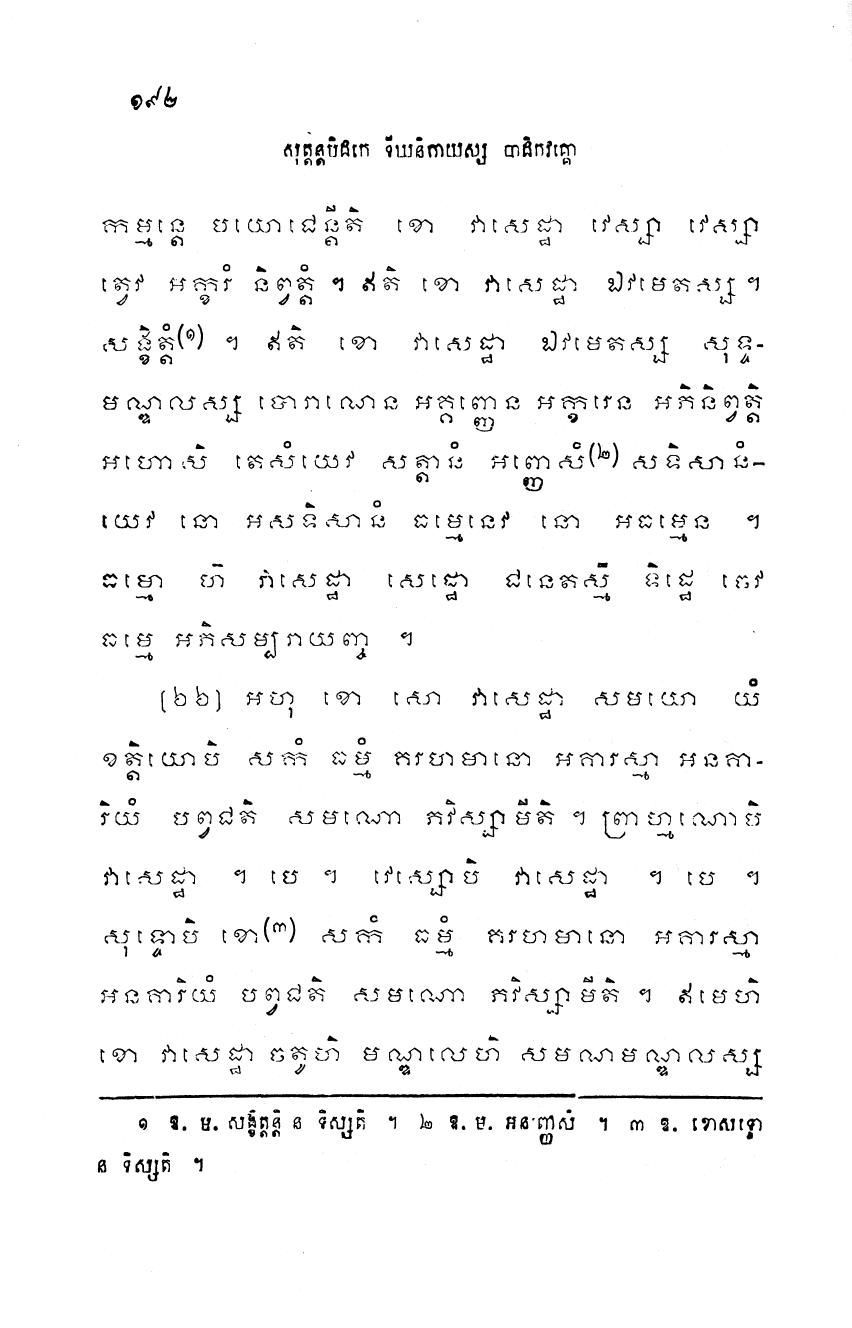 ១៩២
សុត្តន្តបិដកេ ទីឃនិកាយស្ស បាដិកវគ្គោ
កម្មន្តេ បយោជេន្តីតិ ខោ វាសេដ្ឋា វេស្សា វេស្សា
ត្វេវ អក្ខរំ និព្វត្តំ ។ ឥតិ ខោ វាសេដ្ឋា ឯវមេតស្ស ។
សង្ខិត្តំ(១) ។ ឥតិ ខោ វាសេដ្ឋា ឯវមេតស្ស សុទ្ទ-
មណ្ឌលស្ស បោរាណេន អគ្គញ្ញេន អក្ខរេន អភិនិព្វត្តិ
អហោសិ តេសំយេវ សត្តានំ អញ្ញេសំ(២) សទិសានំ-
យេវ នោ អសទិសានំ ធម្មេនេវ នោ អធម្មេន ។
ធម្មោ ហិ វាសេដ្ឋា សេដ្ឋោ ជនេតស្មឹ ទិដ្ឋេ ចេវ
ធម្មេ អភិសម្បរាយញ្ច ។
[២២] អហុ ខោ សោ វាសេដ្ឋា សមយោ យំ
ខត្តិយោបិ សកំ ធម្មំ គរហមានោ អគារស្មា អនគា-
រិយំ បព្វជតិ សមណោ ភវិស្សាមីតិ ។ ព្រាហ្មណោបិ
វាសេដ្ឋា ។ បេ ។ វេស្សោបិ វាសេដ្ឋា ។ បេ ។
សុទ្ទោបិ ខោ(៣) សកំ ធម្មំ គរហមានោ អគារស្មា
អនគារិយំ បព្វជតិ សមណោ ភវិស្សាមីតិ ។ ឥមេហិ
ខោ វាសេដ្ឋា ចតូហិ មណ្ឌលេហិ សមណមណ្ឌលស្ស
១ ឱ. ម. សង្ខិត្តន្តិ ន ទិស្សតិ ។ ២ ឱ. ម. អនញ្ញេសំ ។ ៣ ឱ. ខោសទ្ទោ
ន ទិស្សតិ ។